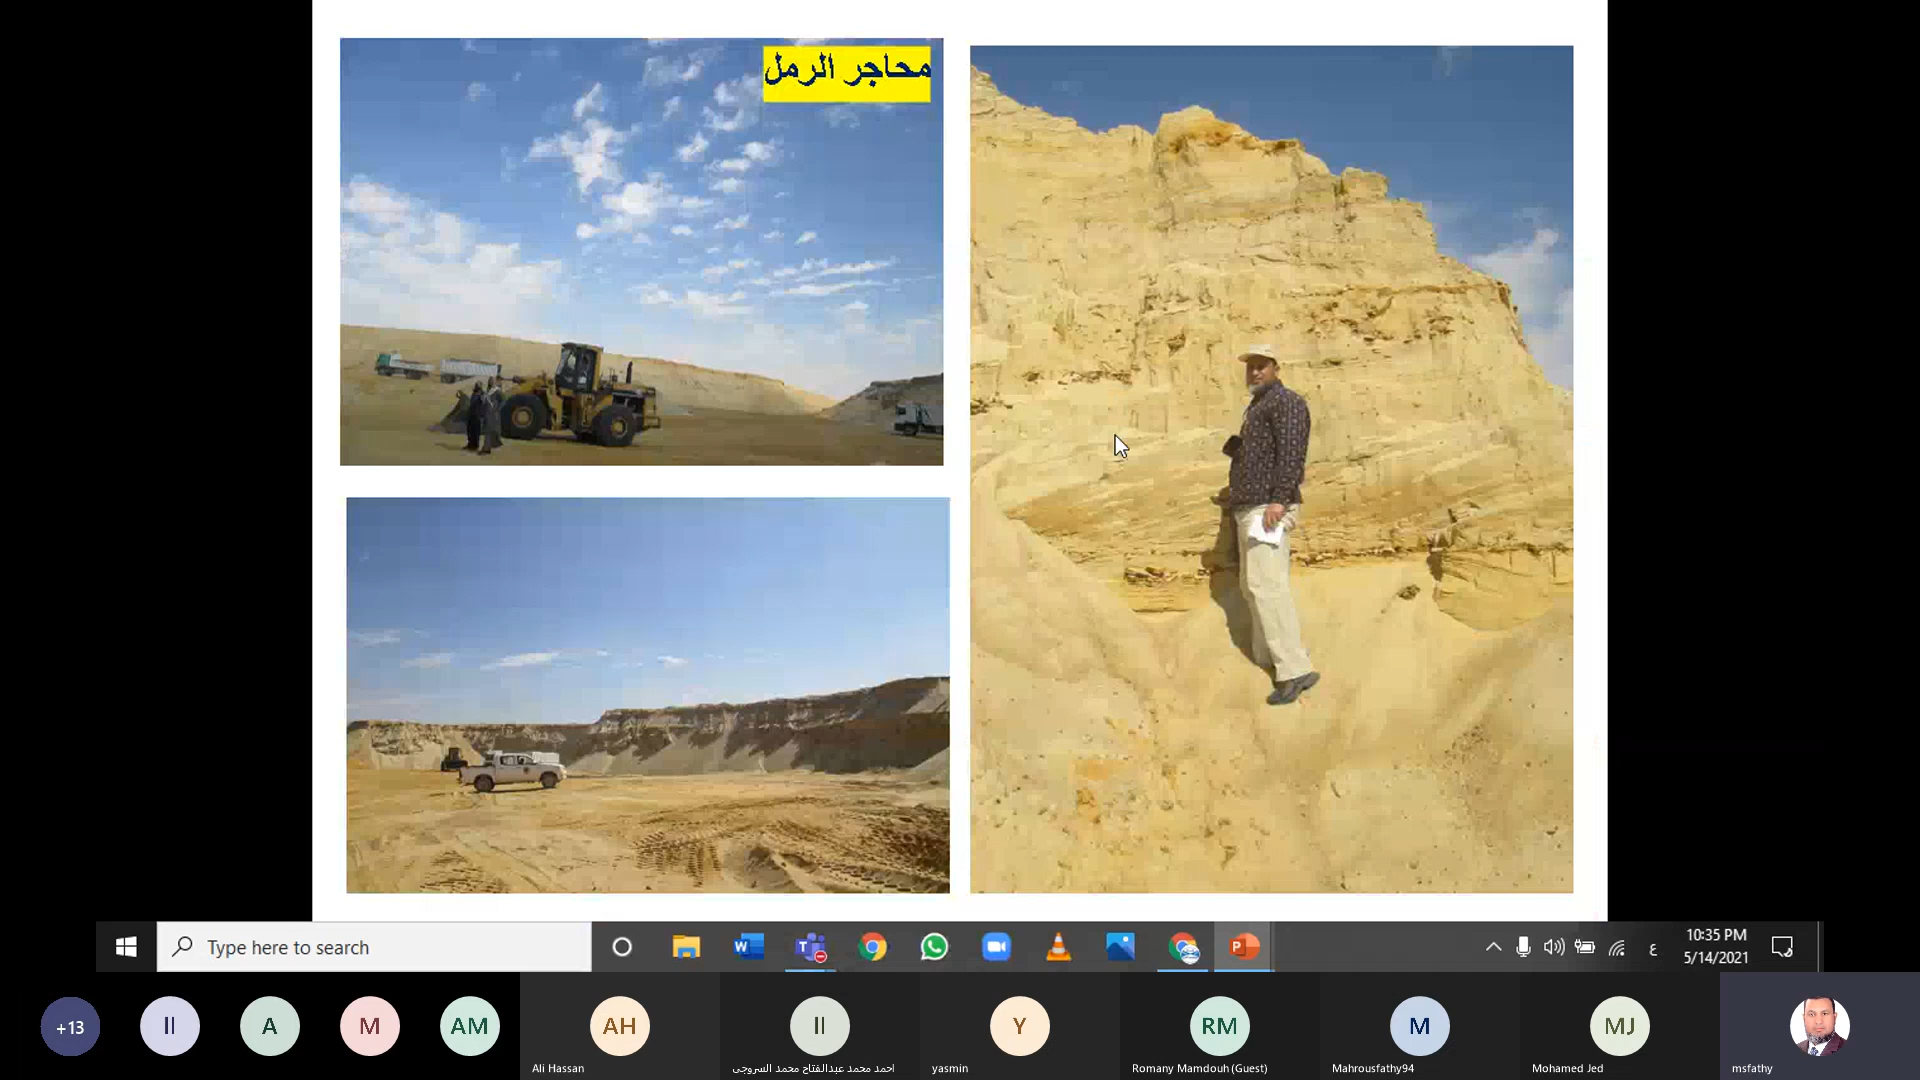 محاجر الرمل
Type here to search
10:35 PM
5/14/2021
ع
+13
II
A
M
AM
AH
II
Y
RM
M
MJ
Ali Hassan
احمد محمد عبدالفتاح محمد السروجى
yasmin
Romany Mamdouh (Guest)
Mahrousfathy94
Mohamed Jed
msfathy